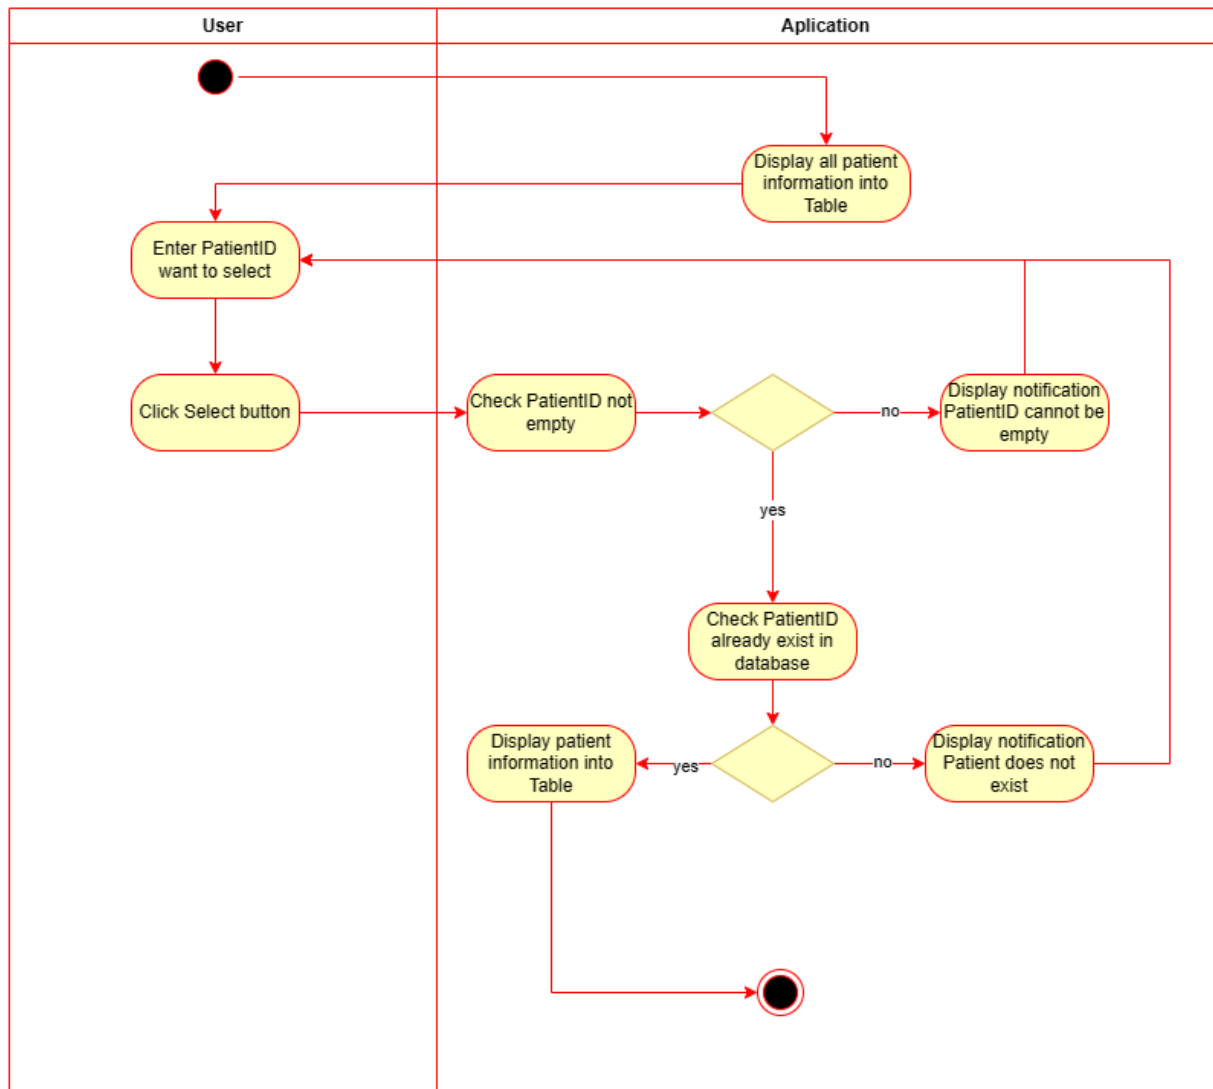 User
Aplication
Display all patient
information into
Table
Enter PatientID
want to select
Click Select button
Check PatientID not
empty
no
Display notification
PatientID cannot be
empty
yes
Check PatientID
already exist in
database
Display patient
information into
Table
yes
no
Display notification
Patient does not
exist